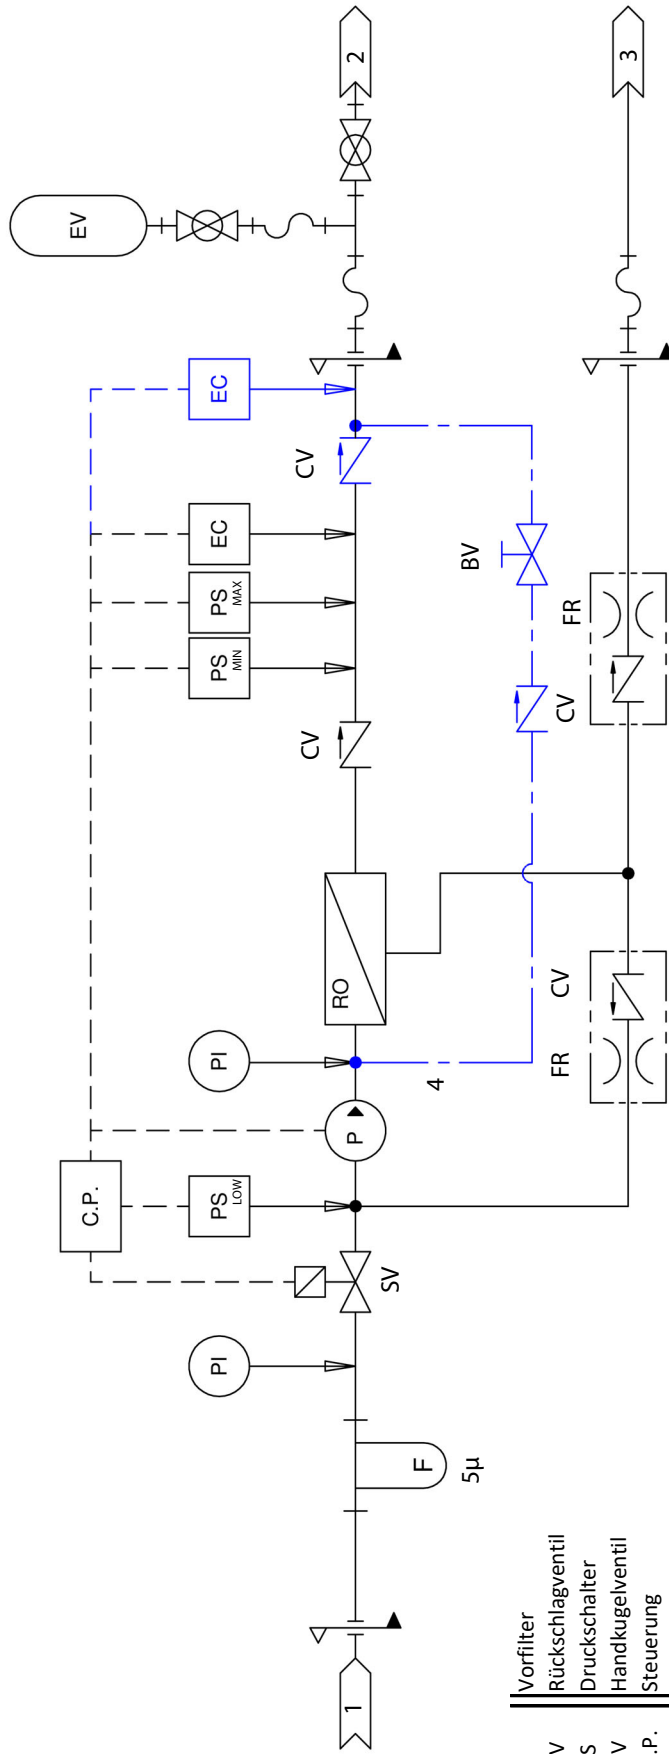 EV
C.P.
PI
PS
LOW
PI
PS
MIN
PS
MAX
EC
EC
CV
CV
1
F
5µ
SV
P
RO
2
4
BV
CV
FR
CV
FR
3
Vorfilter
V Rückschlagventil
S Druckschalter
V Handkugelventil
.P. Steuerung